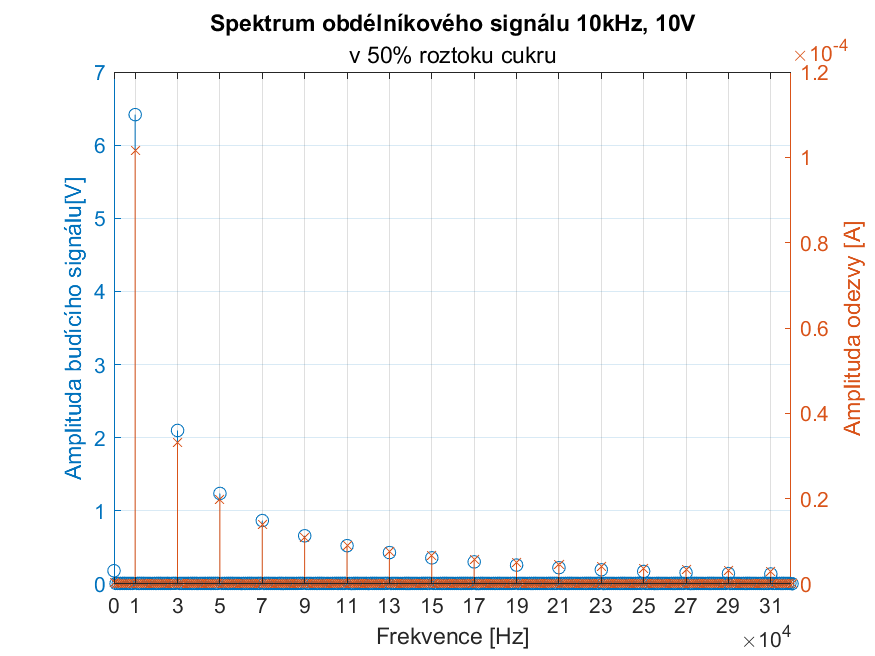 Spektrum obdélníkového signálu 10kHz, 10V
v 50% roztoku cukru
×10-4
7
6
5
4
3
2
1
0
Amplituda budícího signálu[V]
1.2
1
0.8
0.6
0.4
0.2
0
Amplituda odezvy [A]
0 1 3 5 7 9 11 13 15 17 19 21 23 25 27 29 31
Frekvence [Hz]
×104